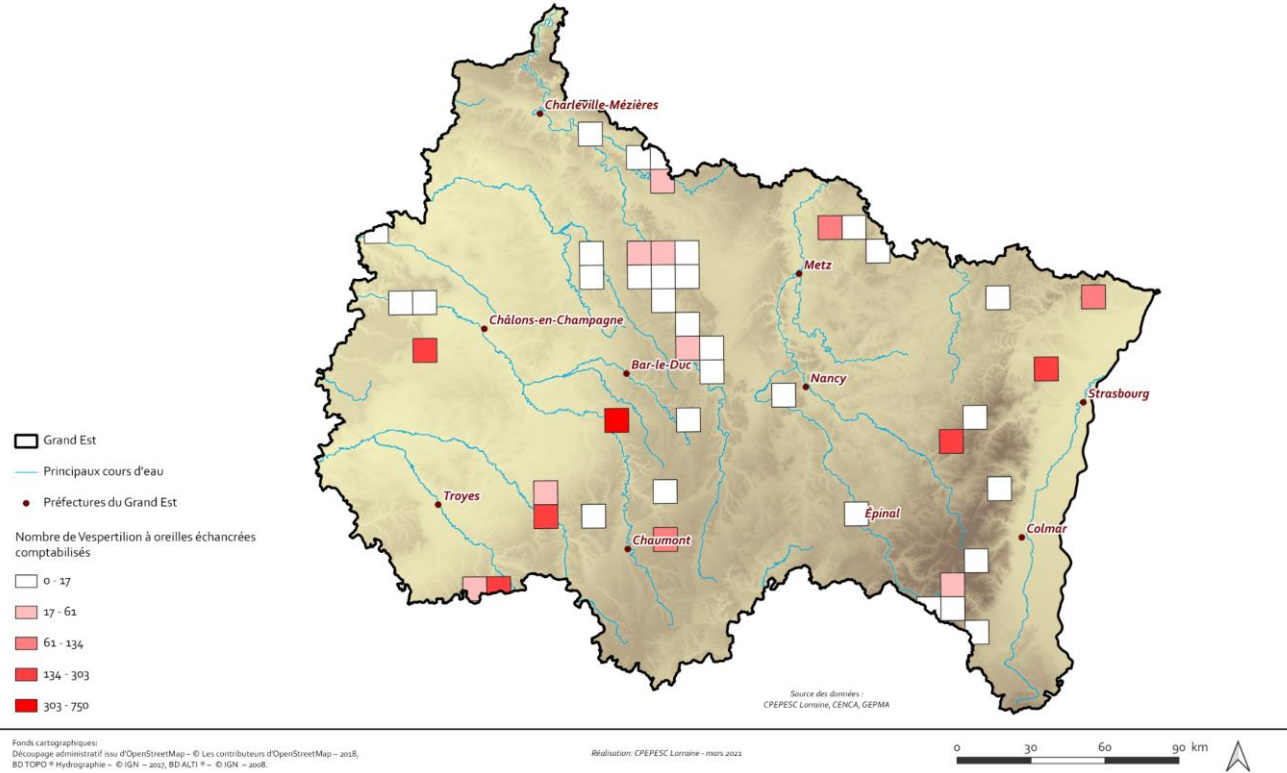 Charleville-Mézières
Metz
Châlons-en-Champagne
Bar-le-Duc
Nancy
Strasbourg
Troyes
Épinal
Chaumont
Colmar
Grand Est
Principaux cours d'eau
Préfectures du Grand Est
Nombre de Vespertilion à oreilles échancrées
comptabilisés
0 - 17
17 - 61
61 - 134
134 - 303
303 - 750
Source des données :
CPEPESC Lorraine, CENCA, GEPMA
Fonds cartographiques:
Découpage administratif issu d'OpenStreetMap – © Les contributeurs d'OpenStreetMap – 2018,
BD TOPO ® Hydrographie – © IGN – 2017, BD ALTI ® – © IGN – 2008.
Réalisation: CPEPESC Lorraine - mars 2021
0 30 60 90 km